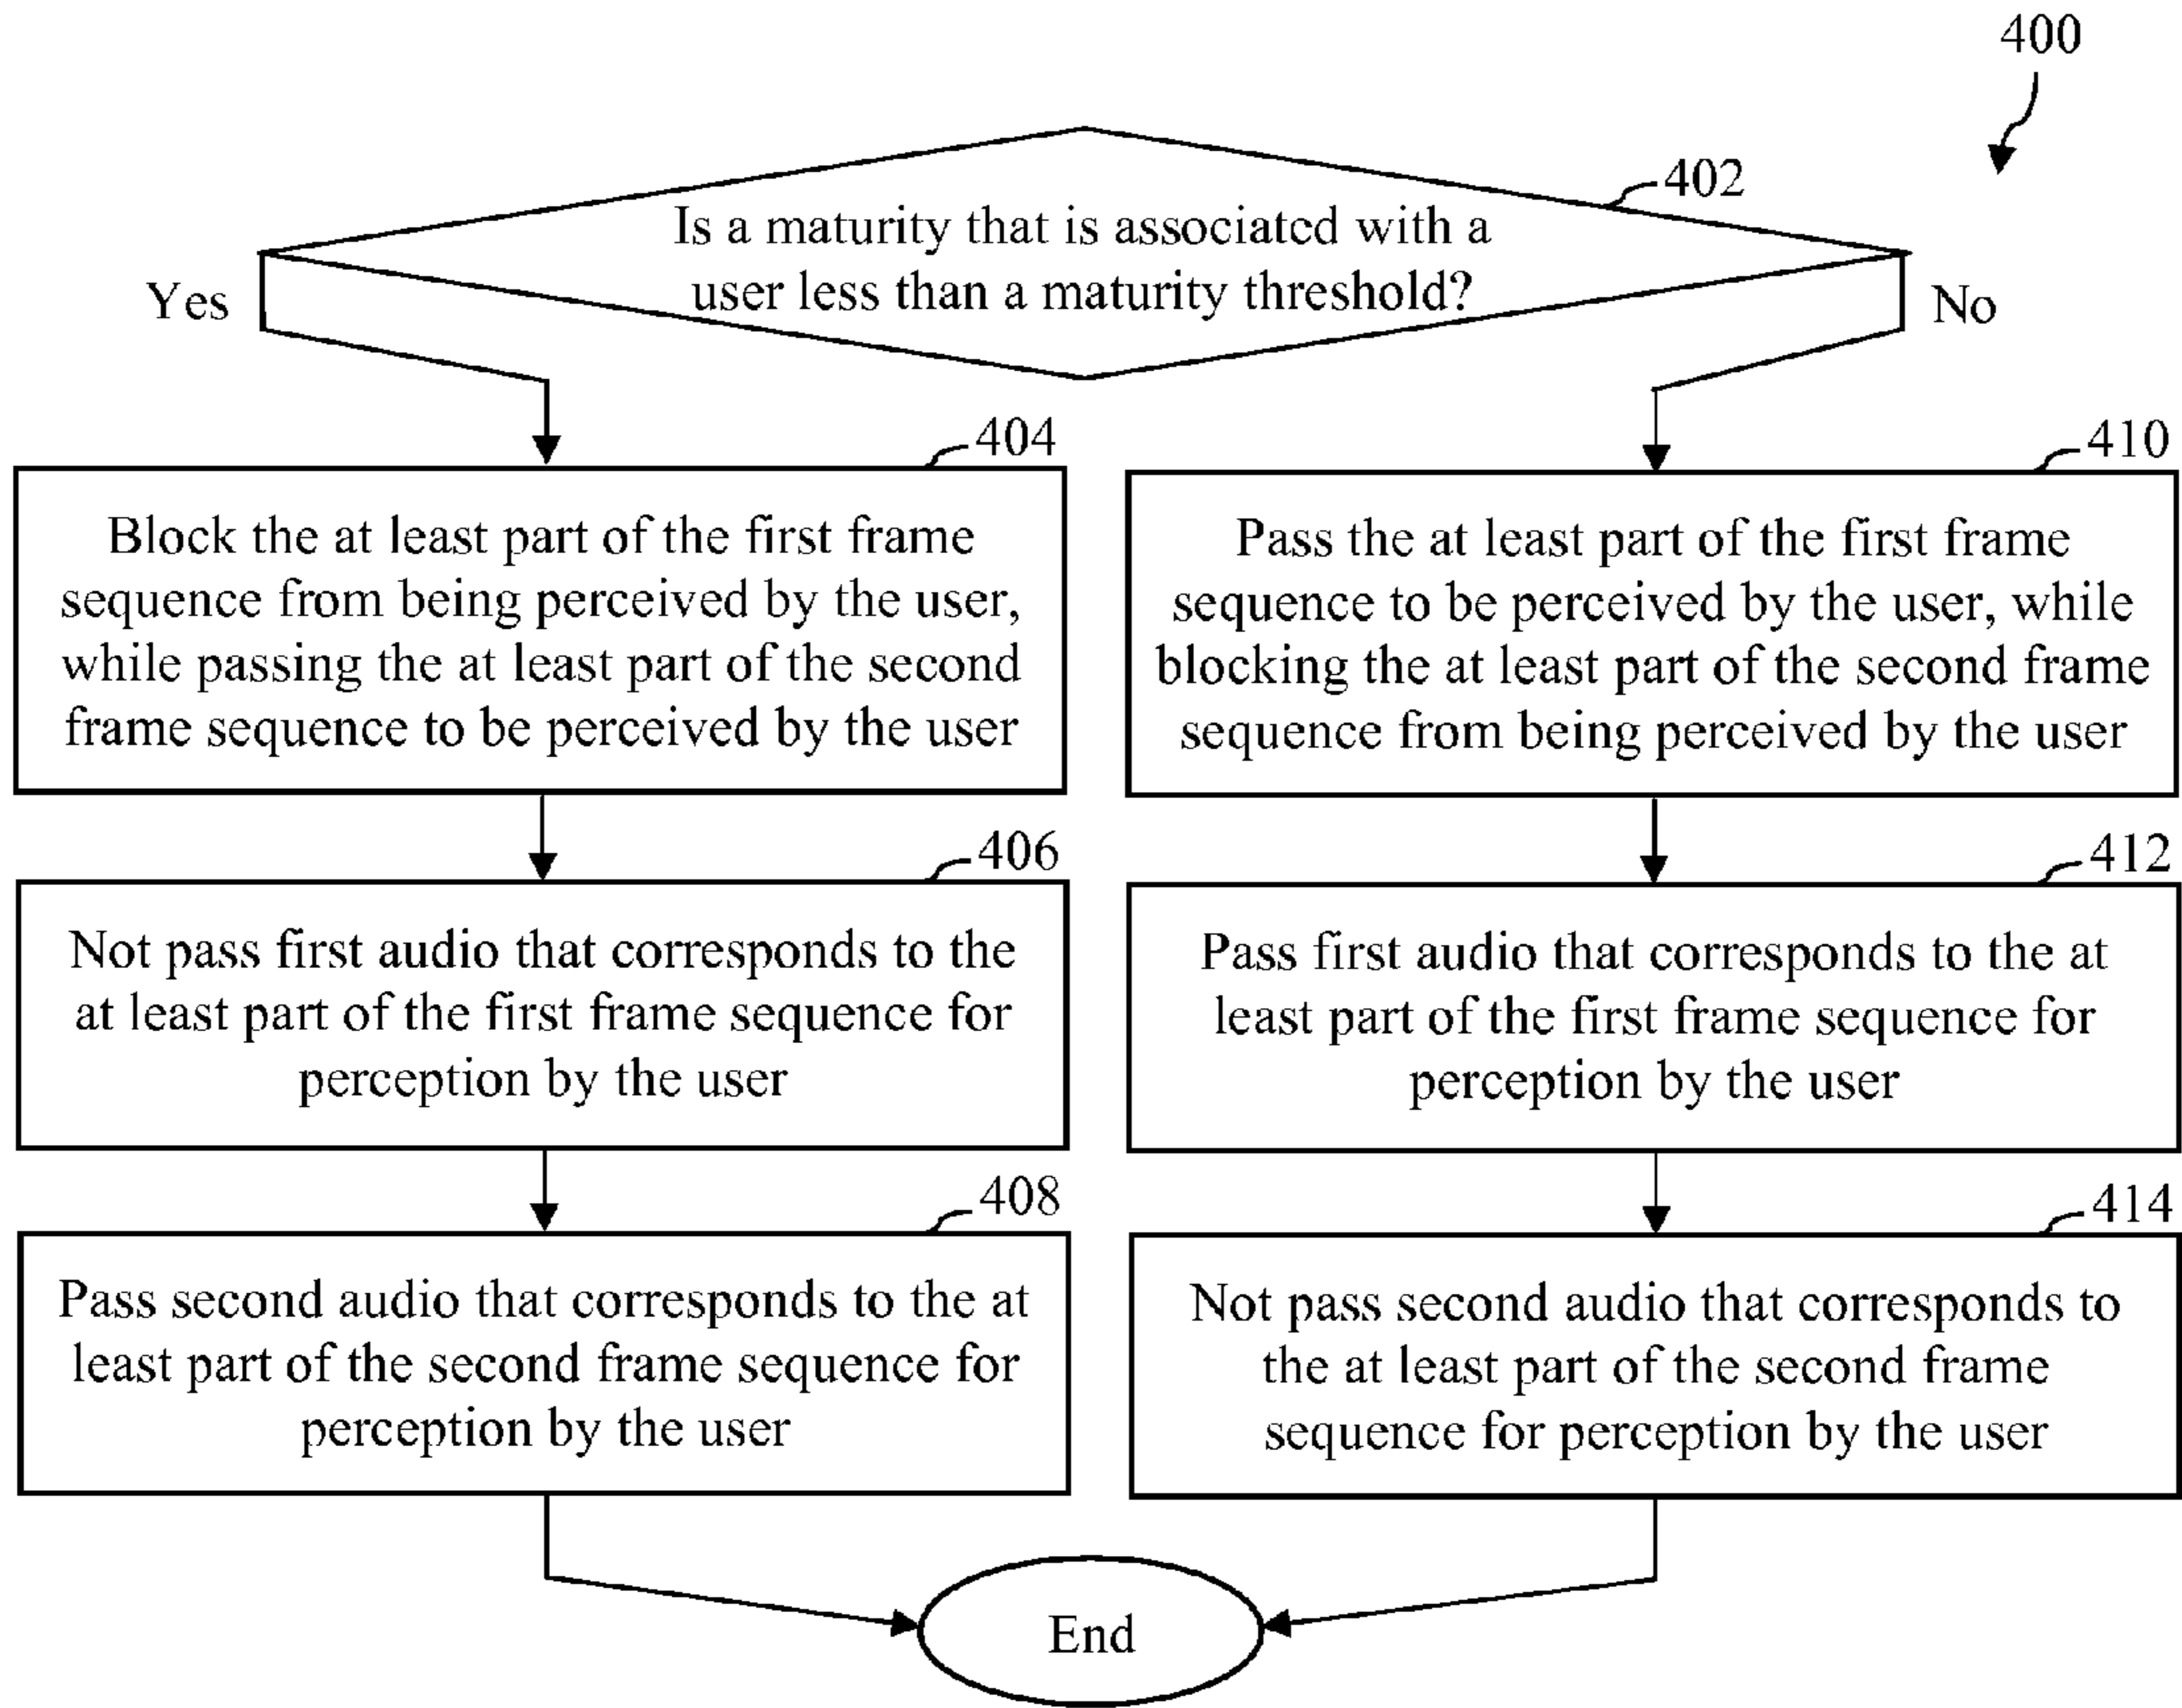 400
402
Is a maturity that is associated with a
user less than a maturity threshold?
Yes
No
404
Block the at least part of the first frame
sequence from being perceived by the user,
while passing the at least part of the second
frame sequence to be perceived by the user
410
Pass the at least part of the first frame
sequence to be perceived by the user, while
blocking the at least part of the second frame
sequence from being perceived by the user
406
Not pass first audio that corresponds to the
at least part of the first frame sequence for
perception by the user
412
Pass first audio that corresponds to the at
least part of the first frame sequence for
perception by the user
408
Pass second audio that corresponds to the at
least part of the second frame sequence for
perception by the user
414
Not pass second audio that corresponds to
the at least part of the second frame
sequence for perception by the user
End